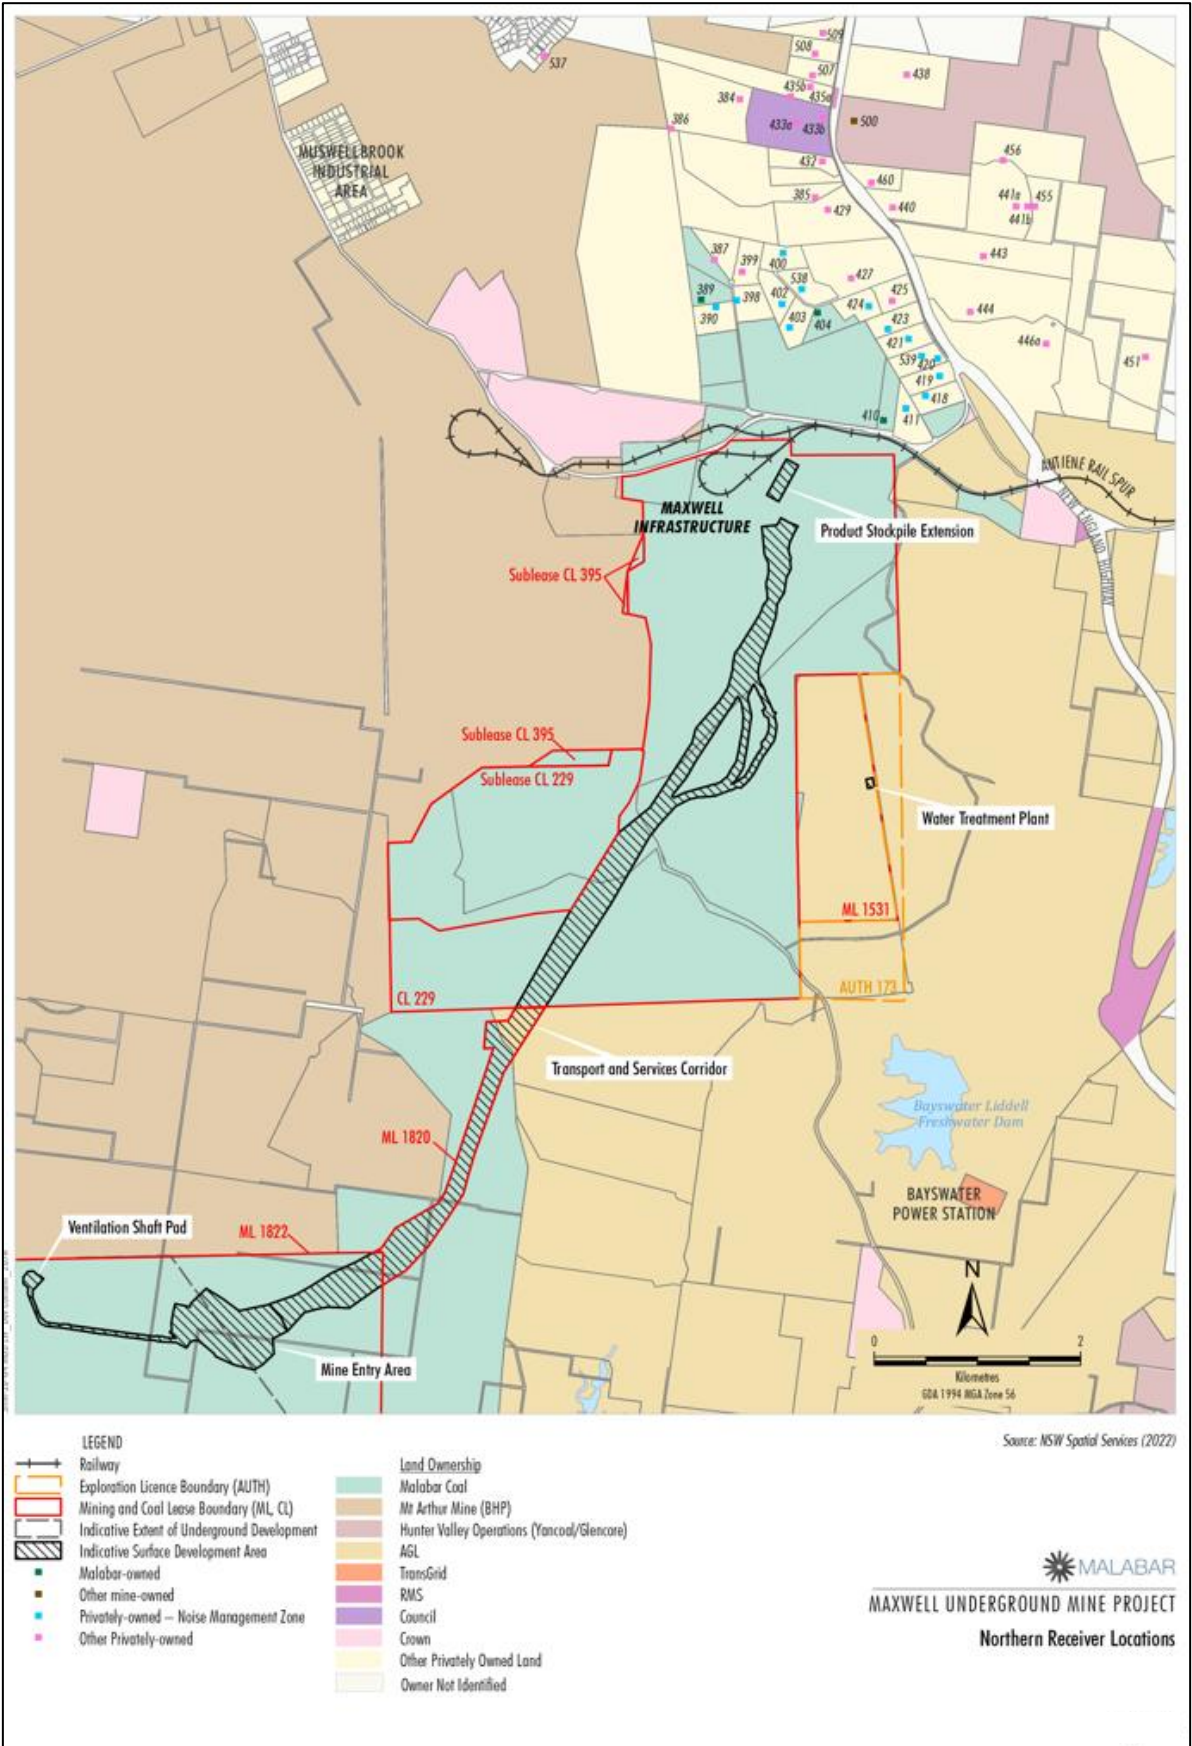 509
508
537
507
438
435b
435a
384
386
433a 433b
500
MUSWELLBROOK
INDUSTRIAL
AREA
432
456
460
385
441a 455
429
440
441b
387
399
400
443
427
389
538
398 402
425
424
390
403 404
444
423
421
446a
539 420
451
419
418
410
411
ANTIENE RAIL SPUR
NEW ENGLAND HIGHWAY
MAXWELL
INFRASTRUCTURE
Product Stockpile Extension
Sublease CL 395
Sublease CL 395
Sublease CL 229
Water Treatment Plant
ML 1531
AUTH 173
CL 229
Transport and Services Corridor
Bayswater Liddell
Freshwater Dam
ML 1820
BAYSWATER
POWER STATION
Ventilation Shaft Pad
ML 1822
N
0 2
Mine Entry Area
Kilometres
GDA 1994 MGA Zone 56
Source: NSW Spatial Services (2022)
LEGEND
Railway
Exploration Licence Boundary (AUTH)
Mining and Coal Lease Boundary (ML, CL)
Indicative Extent of Underground Development
Indicative Surface Development Area
Malabar-owned
Other mine-owned
Privately-owned – Noise Management Zone
Other Privately-owned
Land Ownership
Malabar Coal
Mt Arthur Mine (BHP)
Hunter Valley Operations (Yancoal/Glencore)
AGL
TransGrid
RMS
Council
Crown
Other Privately Owned Land
Owner Not Identified
MALABAR
MAXWELL UNDERGROUND MINE PROJECT
Northern Receiver Locations